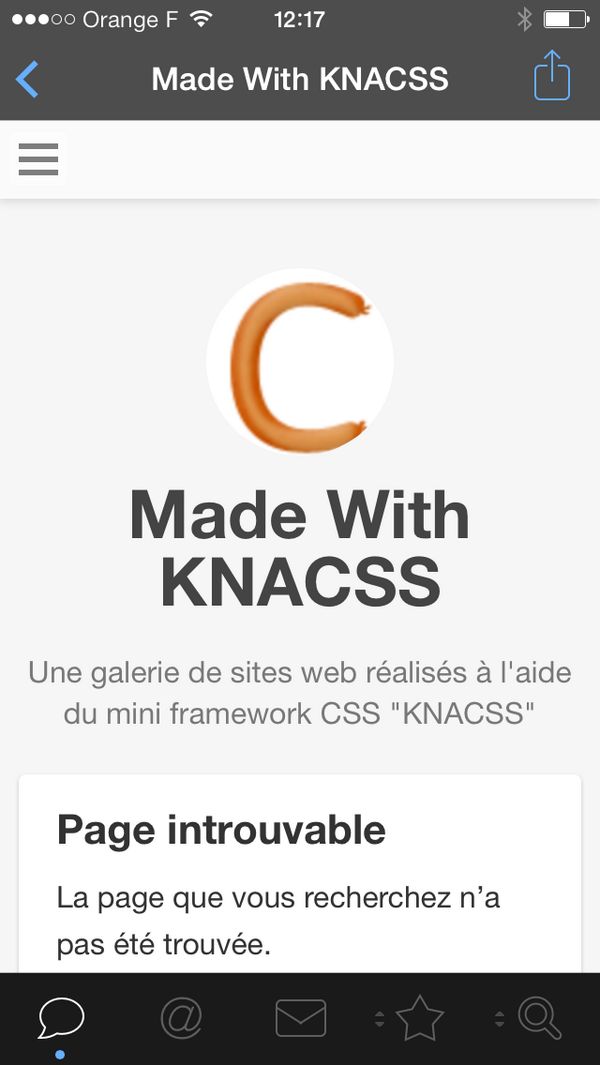 Orange F 12:17
Made With KNACSS
Made With
KNACSS
Une galerie de sites web réalisés à l'aide
du mini framework CSS "KNACSS"
Page introuvable
La page que vous recherchez n’a
pas été trouvée.